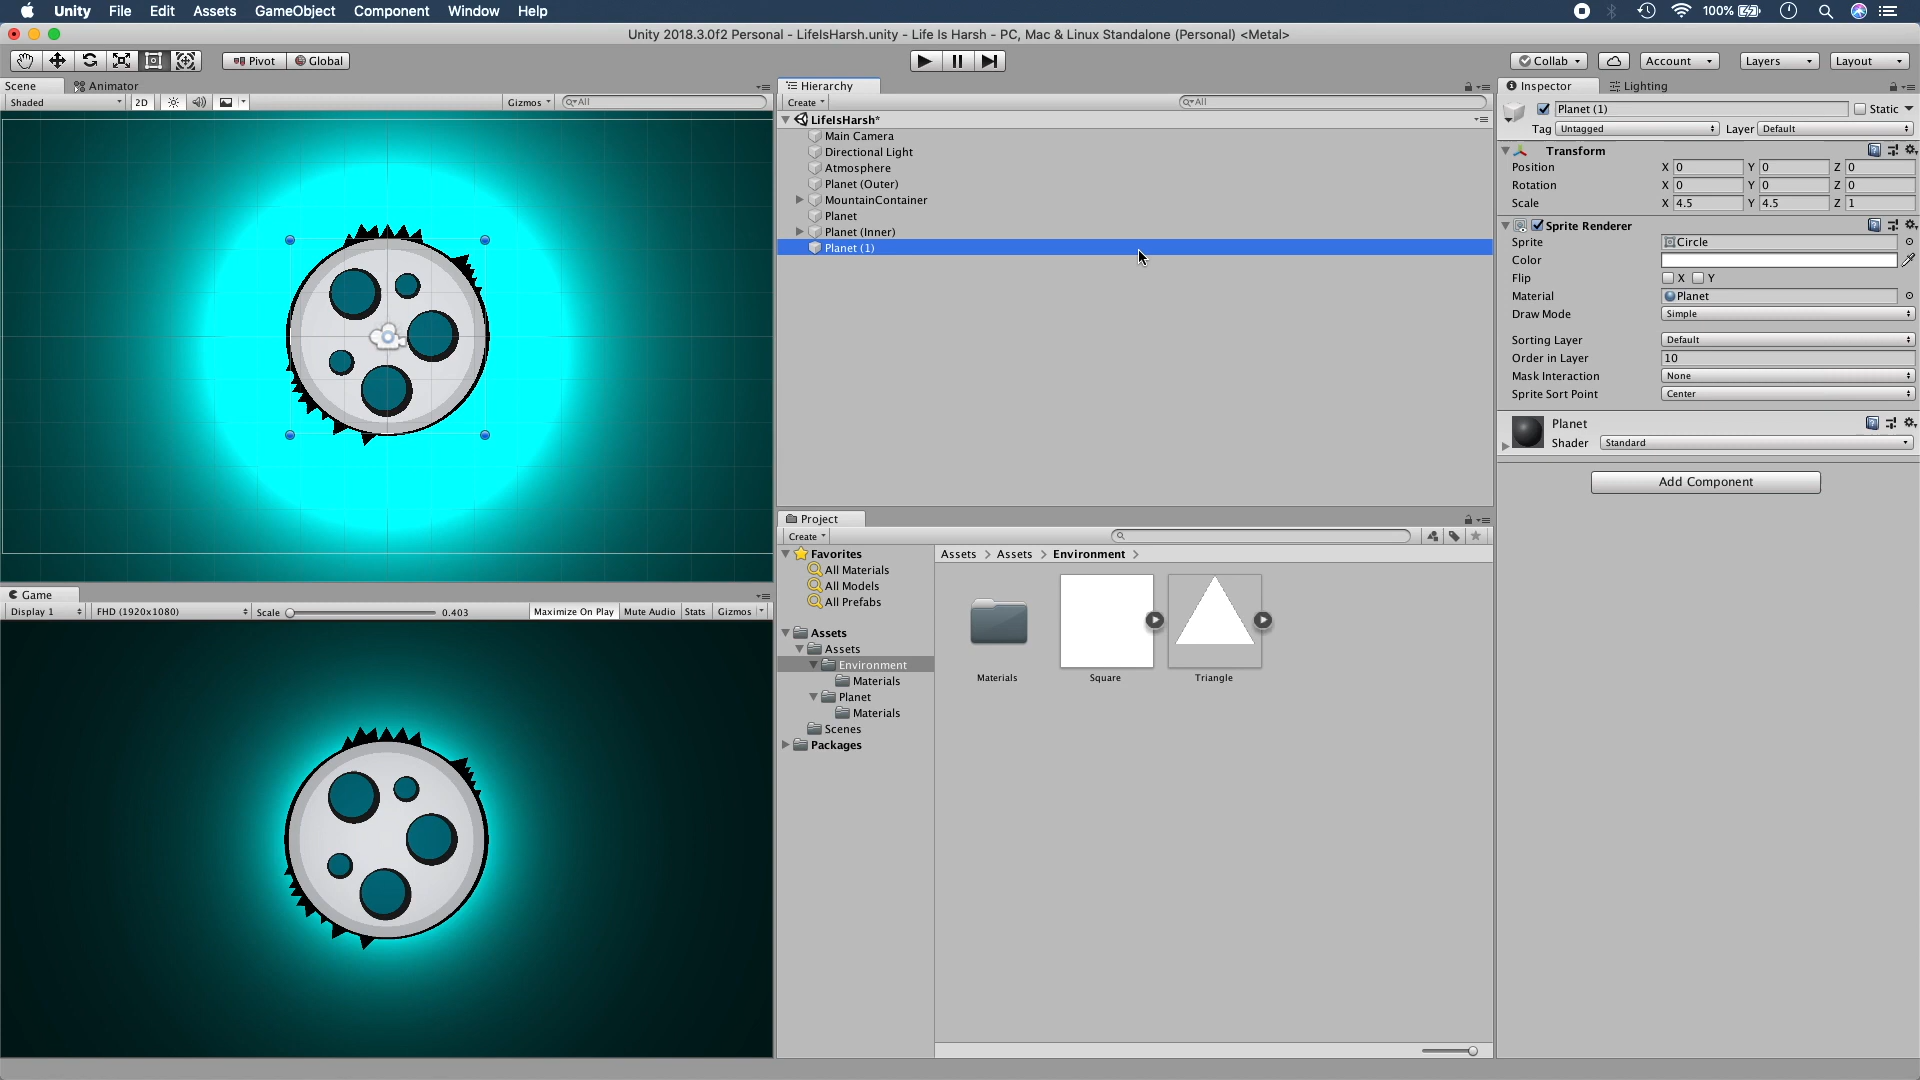 Unity File Edit Assets GameObject Component Window Help 100%
Unity 2018.3.0f2 Personal - LifeIsHarsh.unity - Life Is Harsh - PC, Mac & Linux Standalone (Personal) <Metal>
Pivot Global Collab Account Layers Layout
Scene Animator
Shaded 2D Gizmos All
Hierarchy
Create All
LifeIsHarsh*
Main Camera
Directional Light
Atmosphere
Planet (Outer)
MountainContainer
Planet
Planet (Inner)
Planet (1)
Inspector Lighting
Planet (1) Static
Tag Untagged Layer Default
Transform
Position X 0 Y 0 Z 0
Rotation X 0 Y 0 Z 0
Scale X 4.5 Y 4.5 Z 1
Sprite Renderer
Sprite Circle
Color
Flip X Y
Material Planet
Draw Mode Simple
Sorting Layer Default
Order in Layer 10
Mask Interaction None
Sprite Sort Point Center
Planet
Shader Standard
Add Component
Game
Display 1 FHD (1920x1080) Scale 0.403 Maximize On Play Mute Audio Stats Gizmos
Project
Create
Favorites
All Materials
All Models
All Prefabs
Assets
Assets
Environment
Materials
Planet
Materials
Scenes
Packages
Assets > Assets > Environment >
Materials Square Triangle